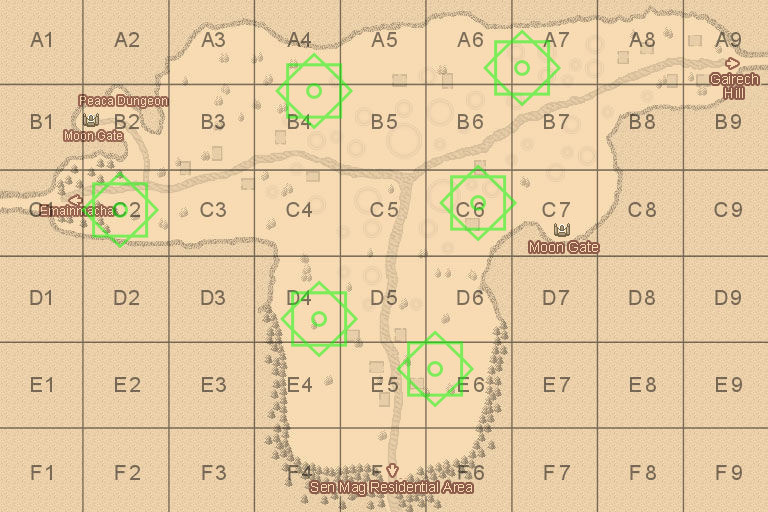 A1 A2 A3 A4 A5 A6 A7 A8 A9
Gairech
Hill
Peaca Dungeon
B1 B2 B3 B4 B5 B6 B7 B8 B9
Moon Gate
C1 C2 C3 C4 C5 C6 C7 C8 C9
Emainmacha
Moon Gate
D1 D2 D3 D4 D5 D6 D7 D8 D9
E1 E2 E3 E4 E5 E6 E7 E8 E9
F1 F2 F3 F4 F5 F6 F7 F8 F9
Sen Mag Residential Area